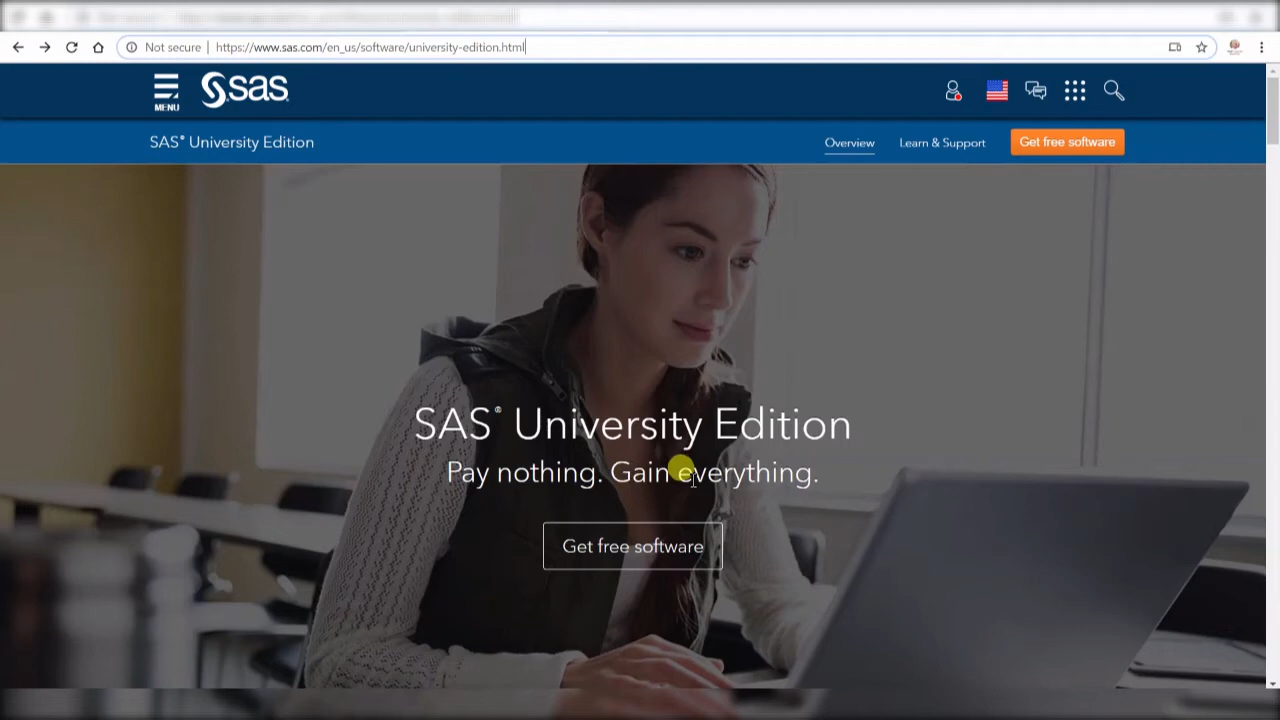 Not secure | https://www.sas.com/en_us/software/university-edition.html
MENU
sas
SAS® University Edition
Overview
Learn & Support
Get free software
SAS® University Edition
Pay nothing. Gain everything.
Get free software